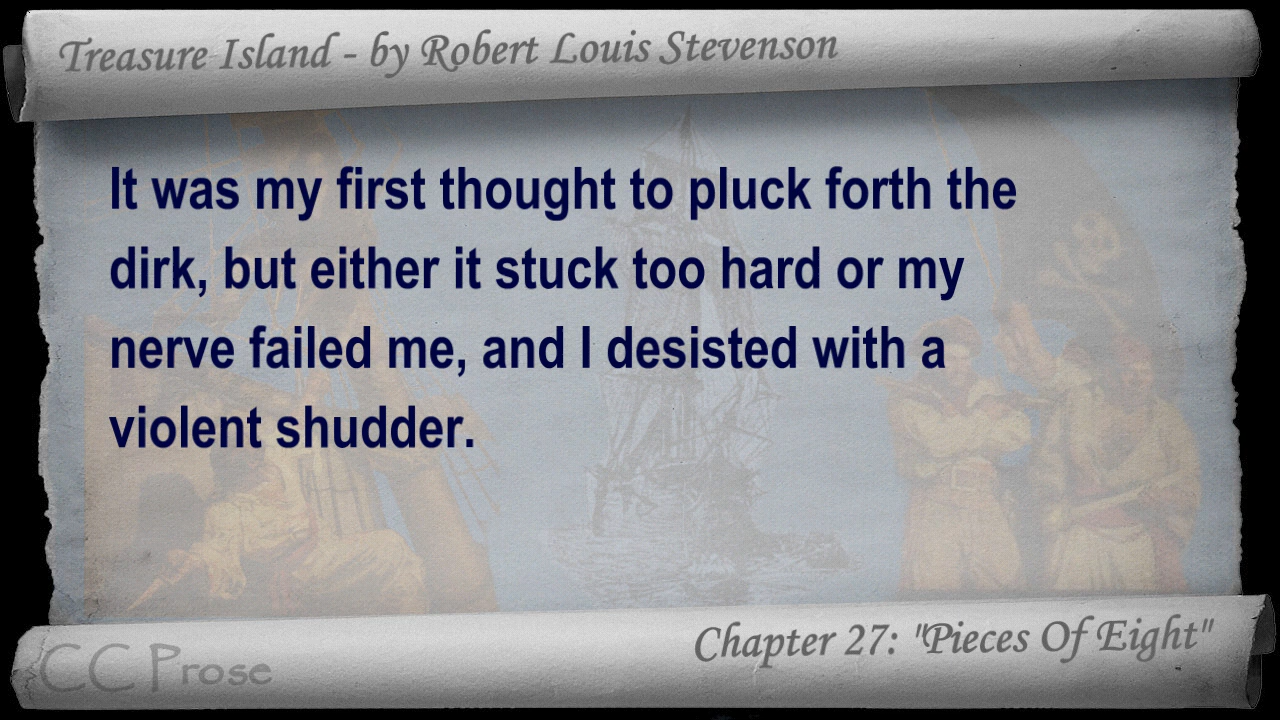 Treasure Island - by Robert Louis Stevenson
It was my first thought to pluck forth the
dirk, but either it stuck too hard or my
nerve failed me, and I desisted with a
violent shudder.
Chapter 27: "Pieces Of Eight"
CC Prose